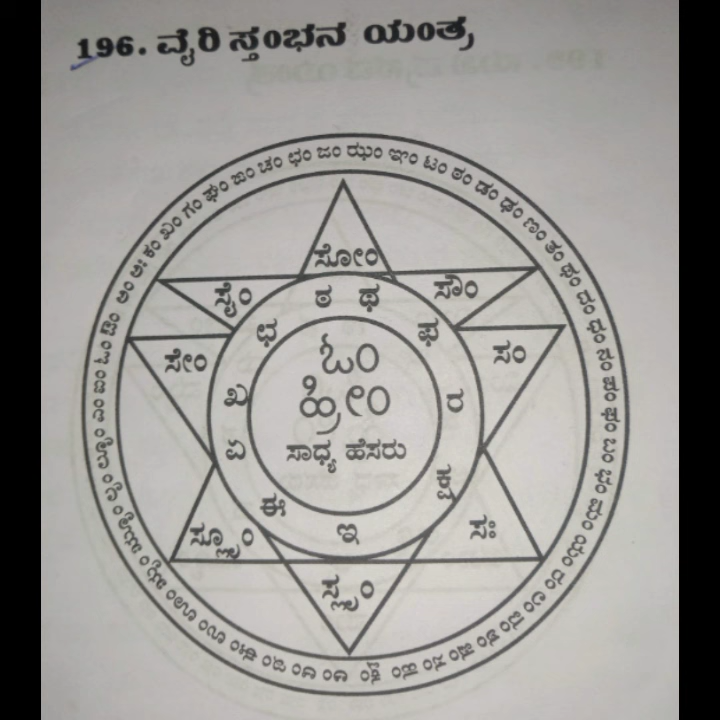 196. ವೈರಿ ಸ್ತಂಭನ ಯಂತ್ರ
ಅಂ ಅಃ ಕಂ ಖಂ ಗಂ ಘಂ ಙಂ ಚಂ ಛಂ ಜಂ ಝಂ ಞಂ ಟಂ ಠಂ ಡಂ ಢಂ ಣಂ ತಂ ಥಂ ದಂ ಧಂ ನಂ ಪಂ ಫಂ ಬಂ ಭಂ ಮಂ ಯಂ ರಂ ಲಂ ವಂ ಶಂ ಷಂ ಸಂ ಹಂ ಳಂ ಕ್ಷಂ ಅಂ ಆಂ ಇಂ ಈಂ ಉಂ ಊಂ
ಸೋಂ
ಸೌಂ
ಸಂ
ಸಃ
ಸೇಂ
ಸೈಂ
ಛ ಠ ಥ ಫ
ರ
ಇ
ಈ
ಏ
ಖ
ಓಂ
ಹ್ರೀಂ
ಸಾಧ್ಯ ಹೆಸರು